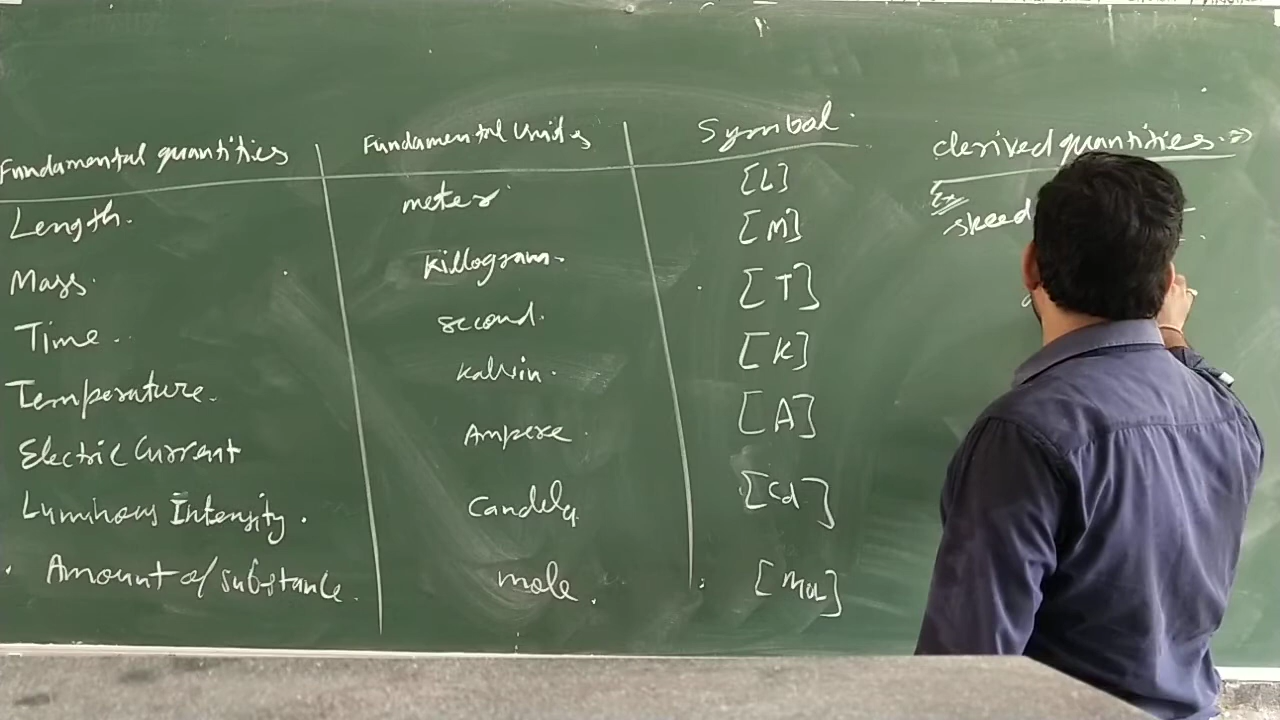 Fundamental quantities Fundamental Units Symbol.
Length. meter [L]
Mass. killogram. [M]
Time.. second. [T]
Temperature. kalvin. [K]
Electric Current Ampere. [A]
Luminous Intensity. Candela [Cd]
Amount of substance. mole. [MOL]
derived quantities. ⇒
Ex
speed